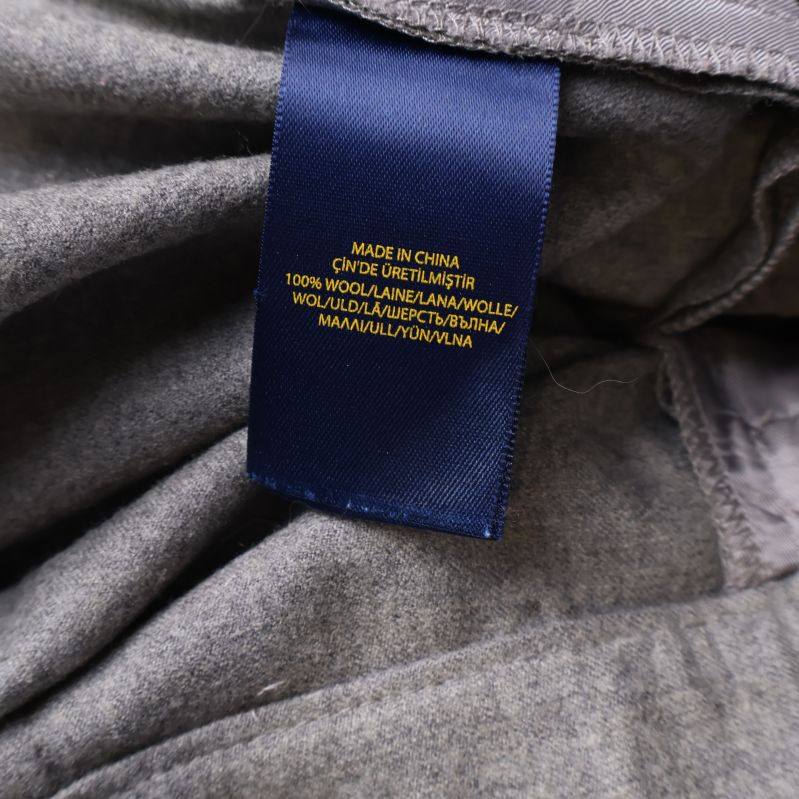 MADE IN CHINA
ÇİN'DE ÜRETİLMİŞTİR
100% WOOL/LAINE/LANA/WOLLE/
WOL/ULD/LÃ/ШЕРСТЬ/ВЪЛНА/
ΜΑΛΛΙ/ULL/YÜN/VLNA